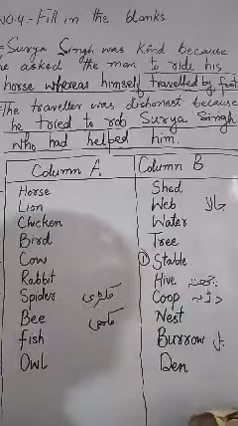 NO.4.- Fill in the blanks.
Surya Singh was kind because
he asked the man to ride his
horse whereas himself travelled by foot
The traveller was dishonest because
he tried to rob Surya Singh
who had helped him.
Column A Column B
Horse Shed
Lion Web جالا
Chicken Water
Bird Tree
Cow ① Stable
Rabbit Hive
Spider Coop
Bee Nest
fish Burrow
Owl Den